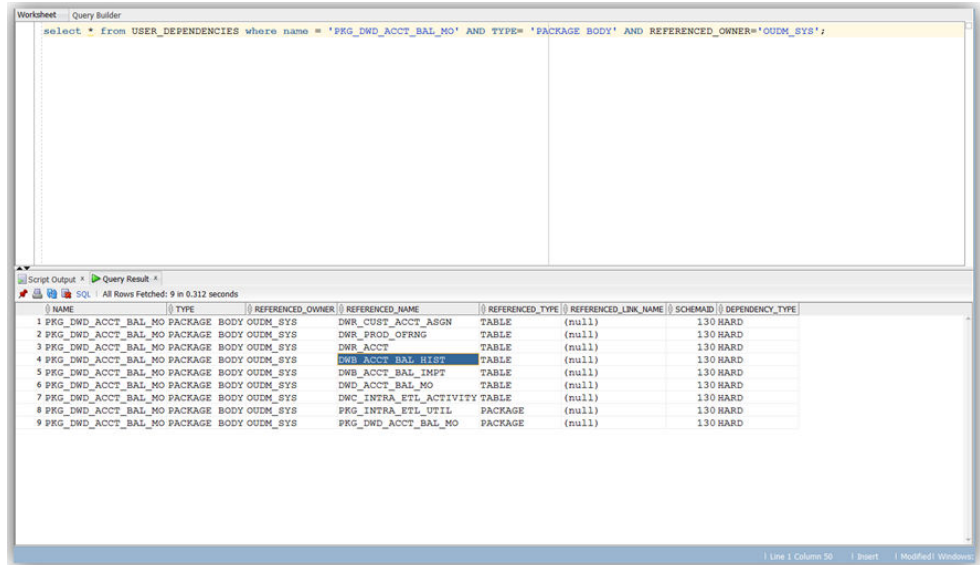 Worksheet Query Builder
select * from USER_DEPENDENCIES where name = 'PKG_DWD_ACCT_BAL_MO' AND TYPE= 'PACKAGE BODY' AND REFERENCED_OWNER='OUDM_SYS';
Script Output × Query Result ×
SQL | All Rows Fetched: 9 in 0.312 seconds
NAME TYPE REFERENCED_OWNER REFERENCED_NAME REFERENCED_TYPE REFERENCED_LINK_NAME SCHEMAID DEPENDENCY_TYPE
1 PKG_DWD_ACCT_BAL_MO PACKAGE BODY OUDM_SYS DWR_CUST_ACCT_ASGN TABLE (null) 130 HARD
2 PKG_DWD_ACCT_BAL_MO PACKAGE BODY OUDM_SYS DWR_PROD_OFRNG TABLE (null) 130 HARD
3 PKG_DWD_ACCT_BAL_MO PACKAGE BODY OUDM_SYS DWR_ACCT TABLE (null) 130 HARD
4 PKG_DWD_ACCT_BAL_MO PACKAGE BODY OUDM_SYS DWB_ACCT_BAL_HIST TABLE (null) 130 HARD
5 PKG_DWD_ACCT_BAL_MO PACKAGE BODY OUDM_SYS DWB_ACCT_BAL_IMPT TABLE (null) 130 HARD
6 PKG_DWD_ACCT_BAL_MO PACKAGE BODY OUDM_SYS DWD_ACCT_BAL_MO TABLE (null) 130 HARD
7 PKG_DWD_ACCT_BAL_MO PACKAGE BODY OUDM_SYS DWC_INTRA_ETL_ACTIVITY TABLE (null) 130 HARD
8 PKG_DWD_ACCT_BAL_MO PACKAGE BODY OUDM_SYS PKG_INTRA_ETL_UTIL PACKAGE (null) 130 HARD
9 PKG_DWD_ACCT_BAL_MO PACKAGE BODY OUDM_SYS PKG_DWD_ACCT_BAL_MO PACKAGE (null) 130 HARD
Line 1 Column 50 | Insert | Modified | Windows: